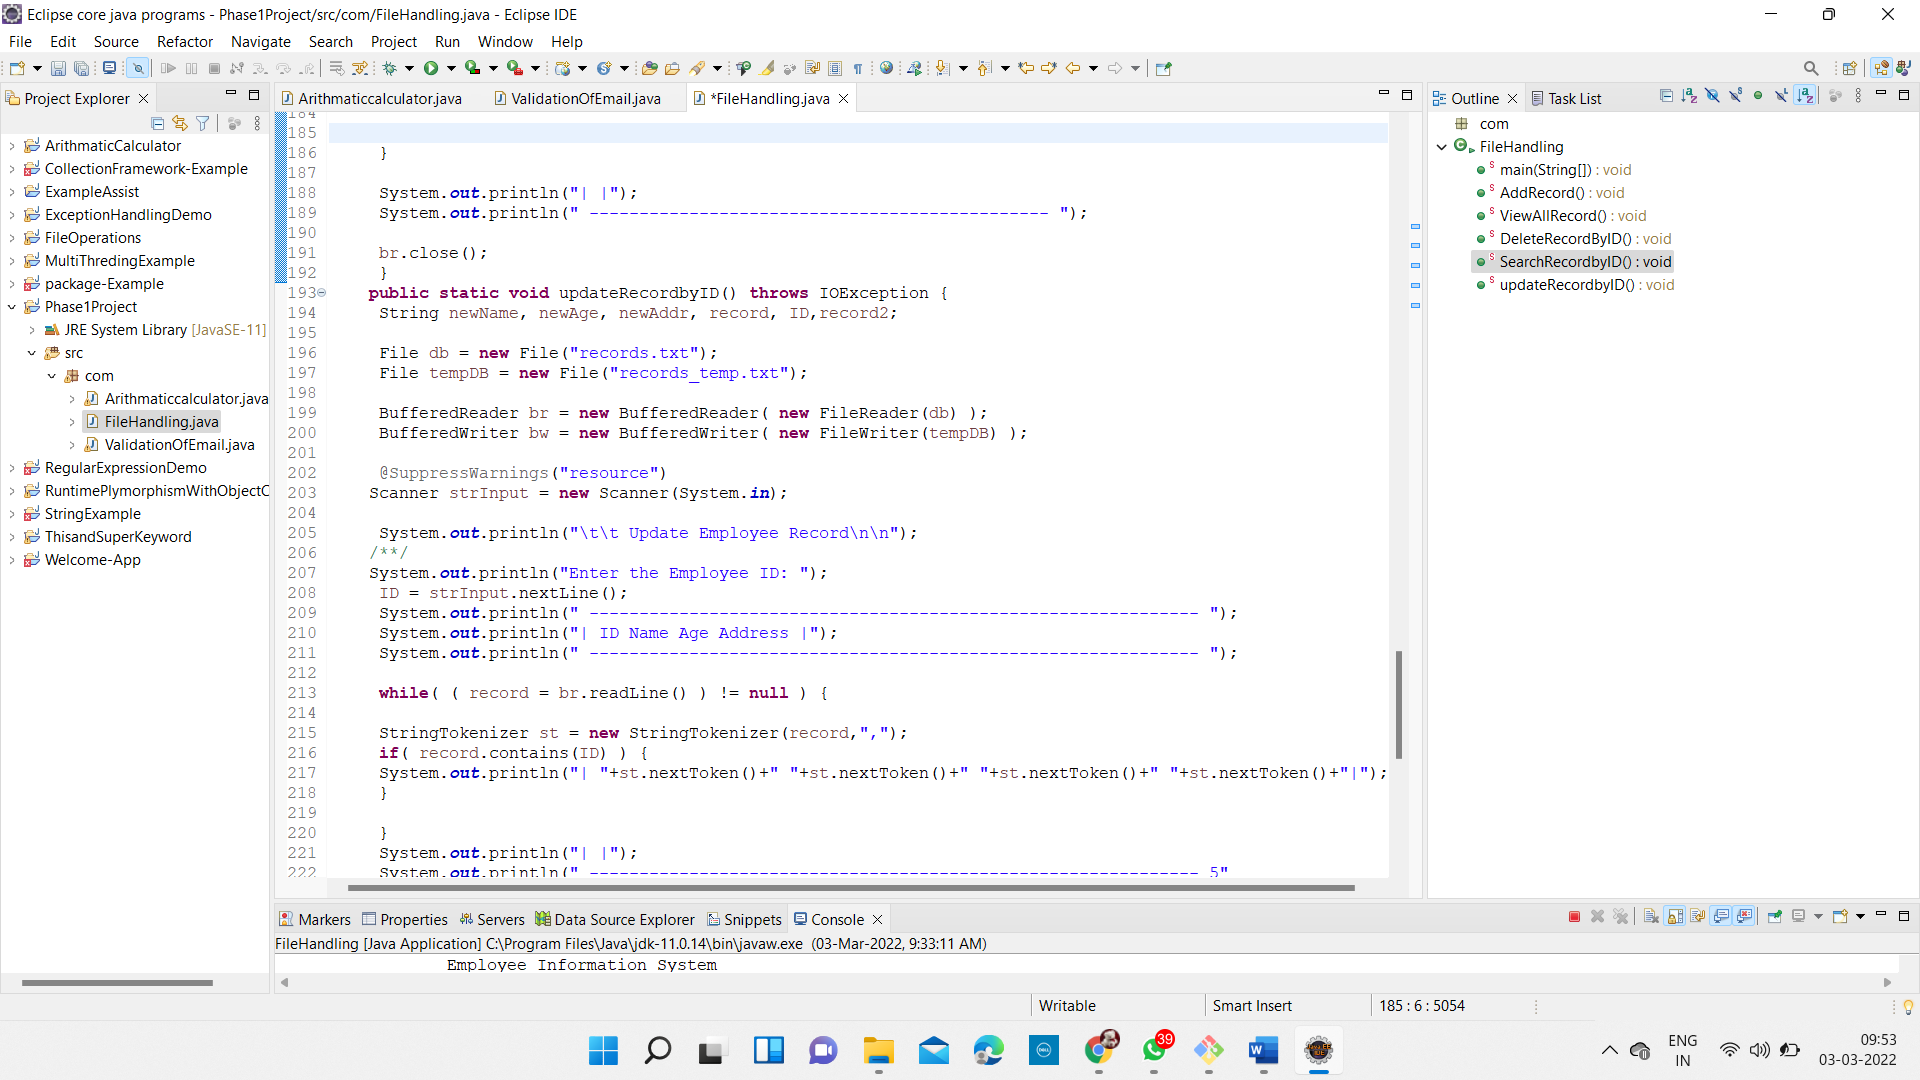 Eclipse core java programs - Phase1Project/src/com/FileHandling.java - Eclipse IDE
File Edit Source Refactor Navigate Search Project Run Window Help
Project Explorer
ArithmaticCalculator
CollectionFramework-Example
ExampleAssist
ExceptionHandlingDemo
FileOperations
MultiThredingExample
package-Example
Phase1Project
JRE System Library [JavaSE-11]
src
com
Arithmaticcalculator.java
FileHandling.java
ValidationOfEmail.java
RegularExpressionDemo
RuntimePlymorphismWithObjectC
StringExample
ThisandSuperKeyword
Welcome-App
Arithmaticcalculator.java ValidationOfEmail.java *FileHandling.java
184
185
186 }
187
188 System.out.println("| |");
189 System.out.println(" ---------------------------------------------- ");
190
191 br.close();
192 }
193 public static void updateRecordbyID() throws IOException {
194 String newName, newAge, newAddr, record, ID,record2;
195
196 File db = new File("records.txt");
197 File tempDB = new File("records_temp.txt");
198
199 BufferedReader br = new BufferedReader( new FileReader(db) );
200 BufferedWriter bw = new BufferedWriter( new FileWriter(tempDB) );
201
202 @SuppressWarnings("resource")
203 Scanner strInput = new Scanner(System.in);
204
205 System.out.println("\t\t Update Employee Record\n\n");
206 /**/
207 System.out.println("Enter the Employee ID: ");
208 ID = strInput.nextLine();
209 System.out.println(" ------------------------------------------------------------- ");
210 System.out.println("| ID Name Age Address |");
211 System.out.println(" ------------------------------------------------------------- ");
212
213 while( ( record = br.readLine() ) != null ) {
214
215 StringTokenizer st = new StringTokenizer(record,",");
216 if( record.contains(ID) ) {
217 System.out.println("| "+st.nextToken()+" "+st.nextToken()+" "+st.nextToken()+" "+st.nextToken()+"|");
218 }
219
220 }
221 System.out.println("| |");
222 System.out.println(" ------------------------------------------------------------- 5"
Outline Task List
com
FileHandling
main(String[]) : void
AddRecord() : void
ViewAllRecord() : void
DeleteRecordByID() : void
SearchRecordbyID() : void
updateRecordbyID() : void
Markers Properties Servers Data Source Explorer Snippets Console
FileHandling [Java Application] C:\Program Files\Java\jdk-11.0.14\bin\javaw.exe (03-Mar-2022, 9:33:11 AM)
Employee Information System
Writable Smart Insert 185 : 6 : 5054
39
ENG
IN
09:53
03-03-2022